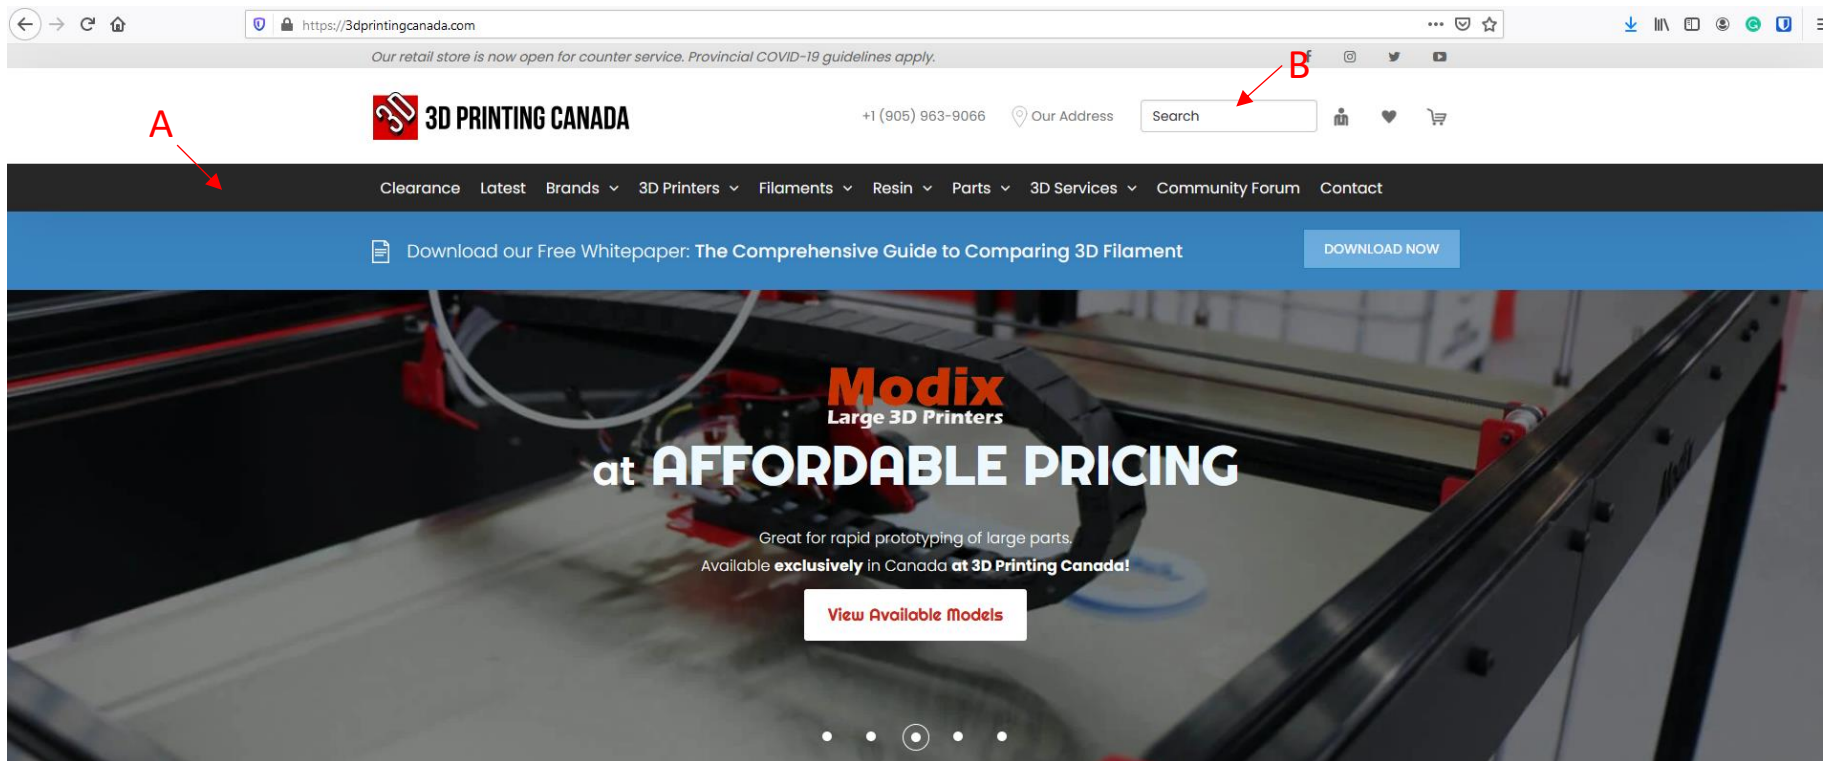 https://3dprintingcanada.com
Our retail store is now open for counter service. Provincial COVID-19 guidelines apply.
B
A
3D 3D PRINTING CANADA
+1 (905) 963-9066 Our Address Search
Clearance Latest Brands 3D Printers Filaments Resin Parts 3D Services Community Forum Contact
Download our Free Whitepaper: The Comprehensive Guide to Comparing 3D Filament DOWNLOAD NOW
Modix
Large 3D Printers
at AFFORDABLE PRICING
Great for rapid prototyping of large parts.
Available exclusively in Canada at 3D Printing Canada!
View Available Models
Modix